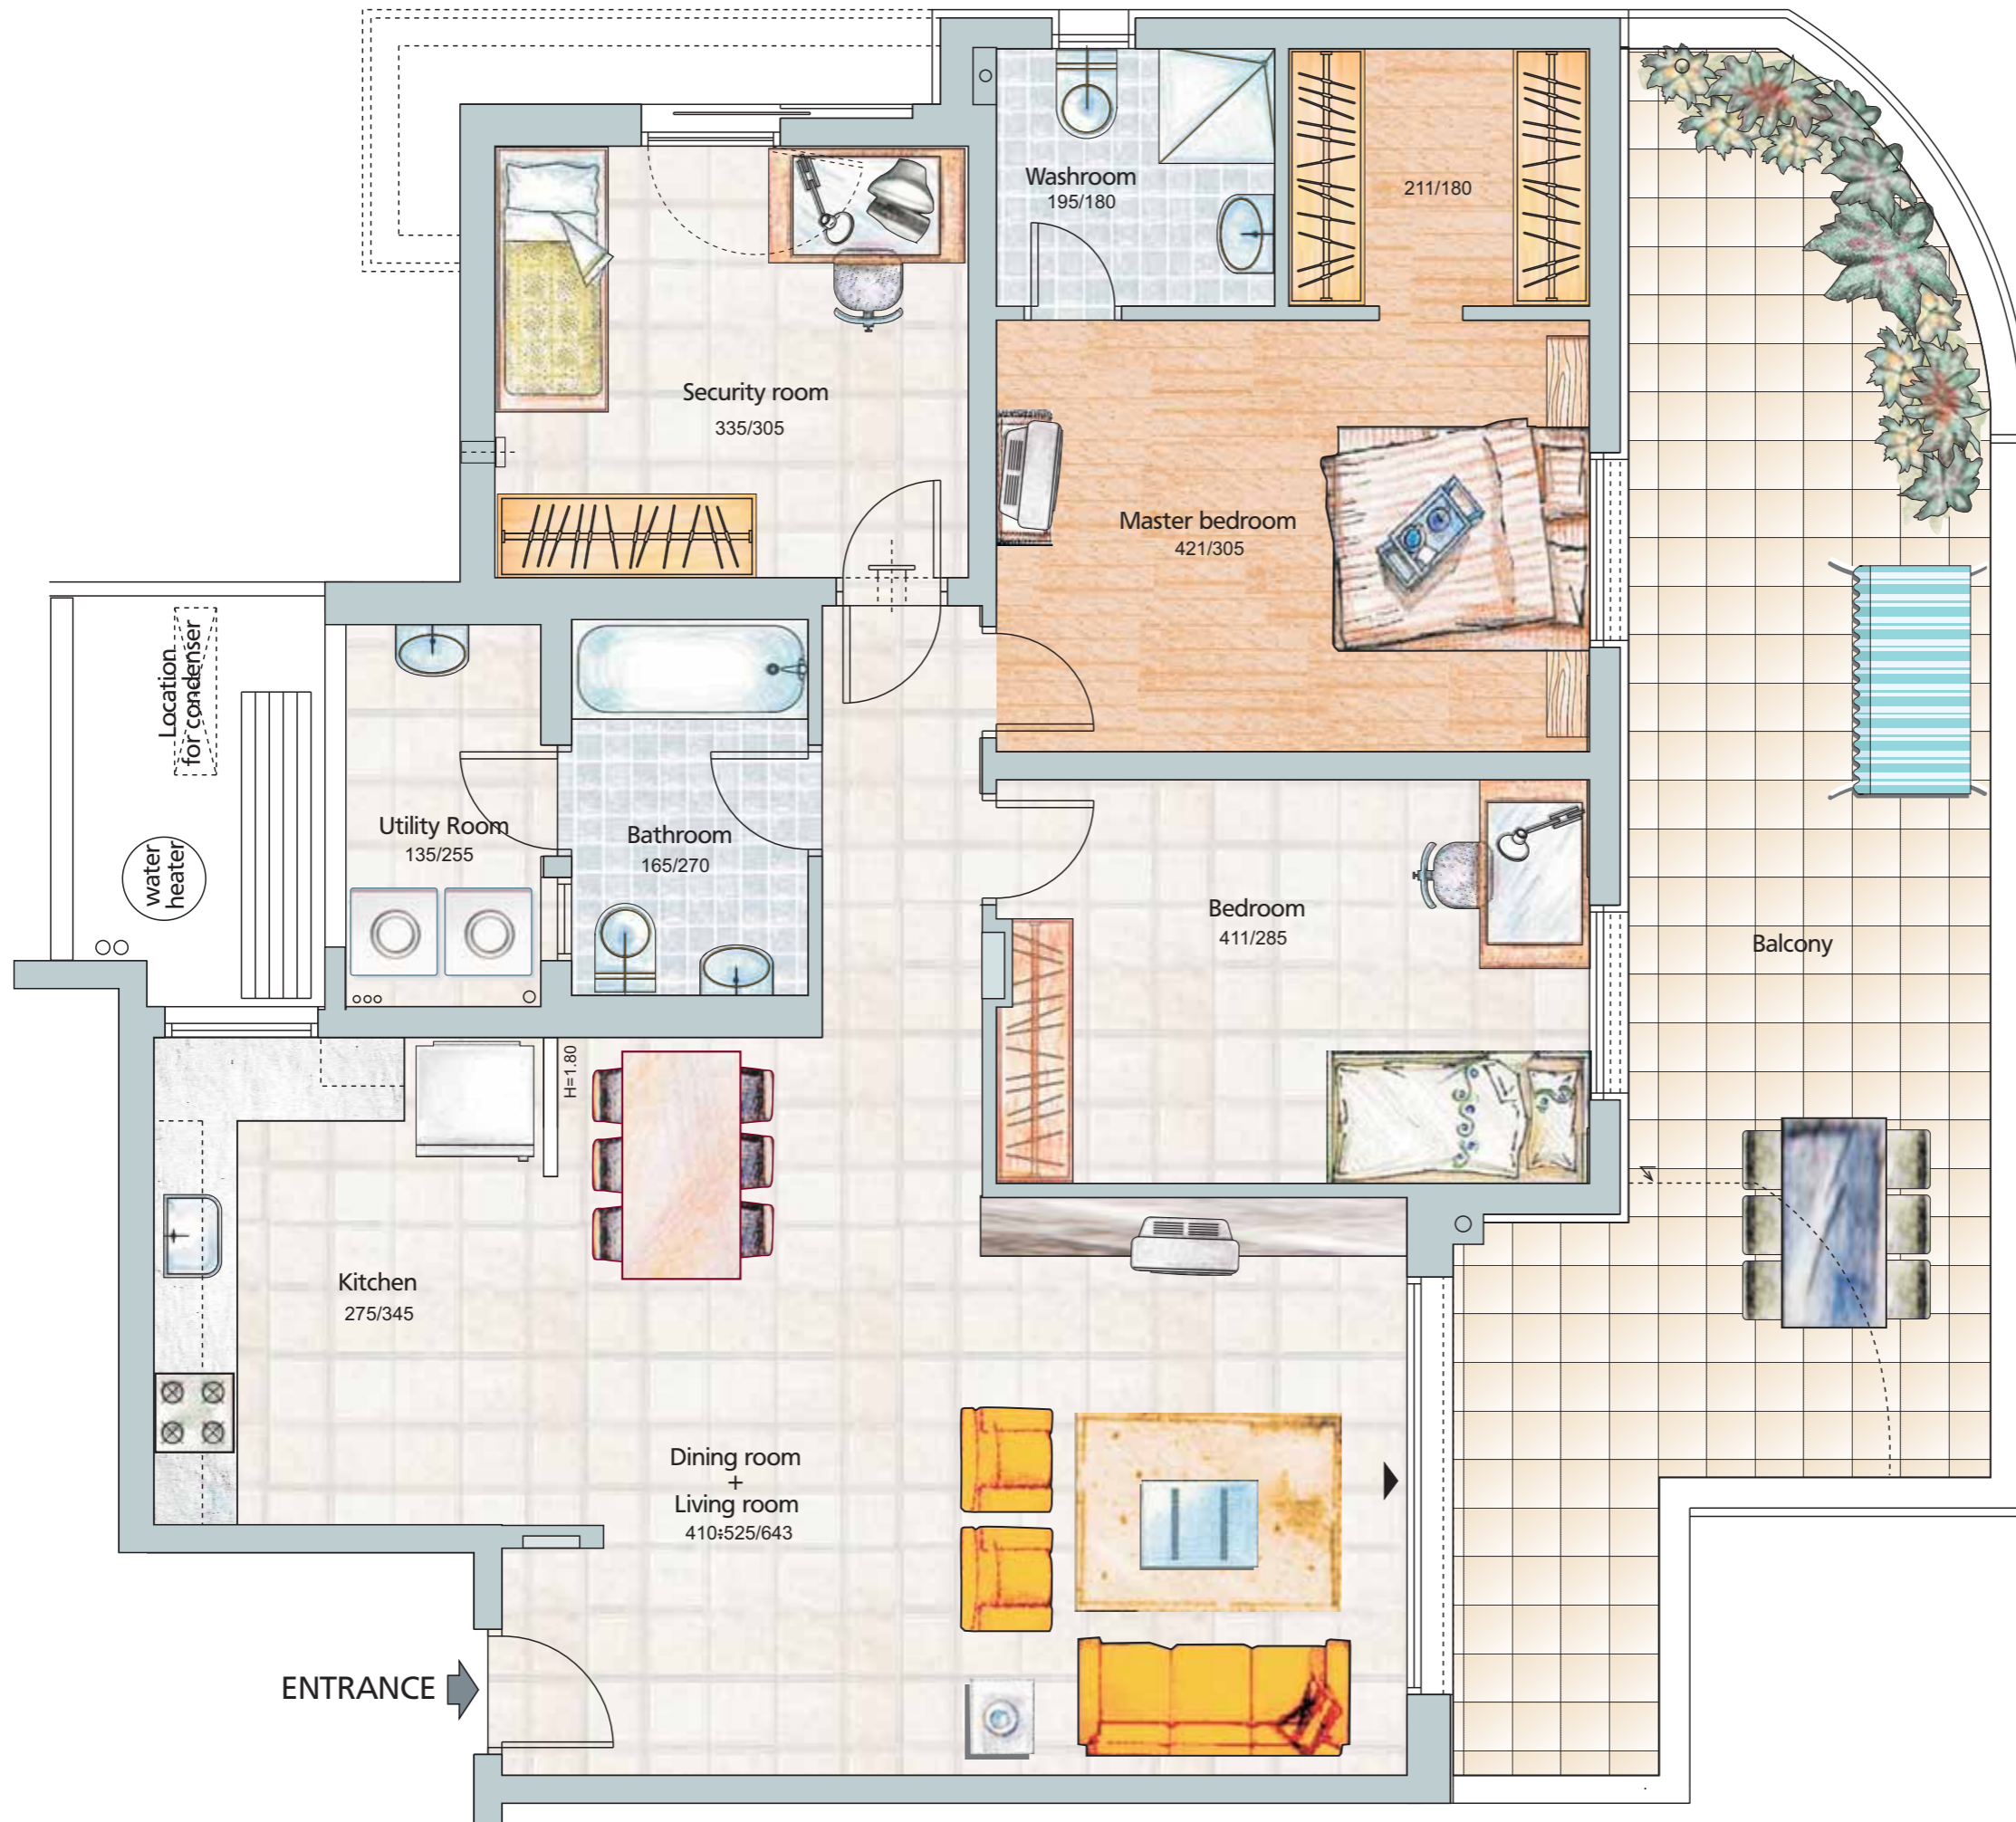 Washroom
195/180
211/180
Security room
335/305
Master bedroom
421/305
Location
for condenser
water
heater
Utility Room
135/255
Bathroom
165/270
Bedroom
411/285
Balcony
H=1.80
Kitchen
275/345
Dining room
+
Living room
410÷525/643
ENTRANCE